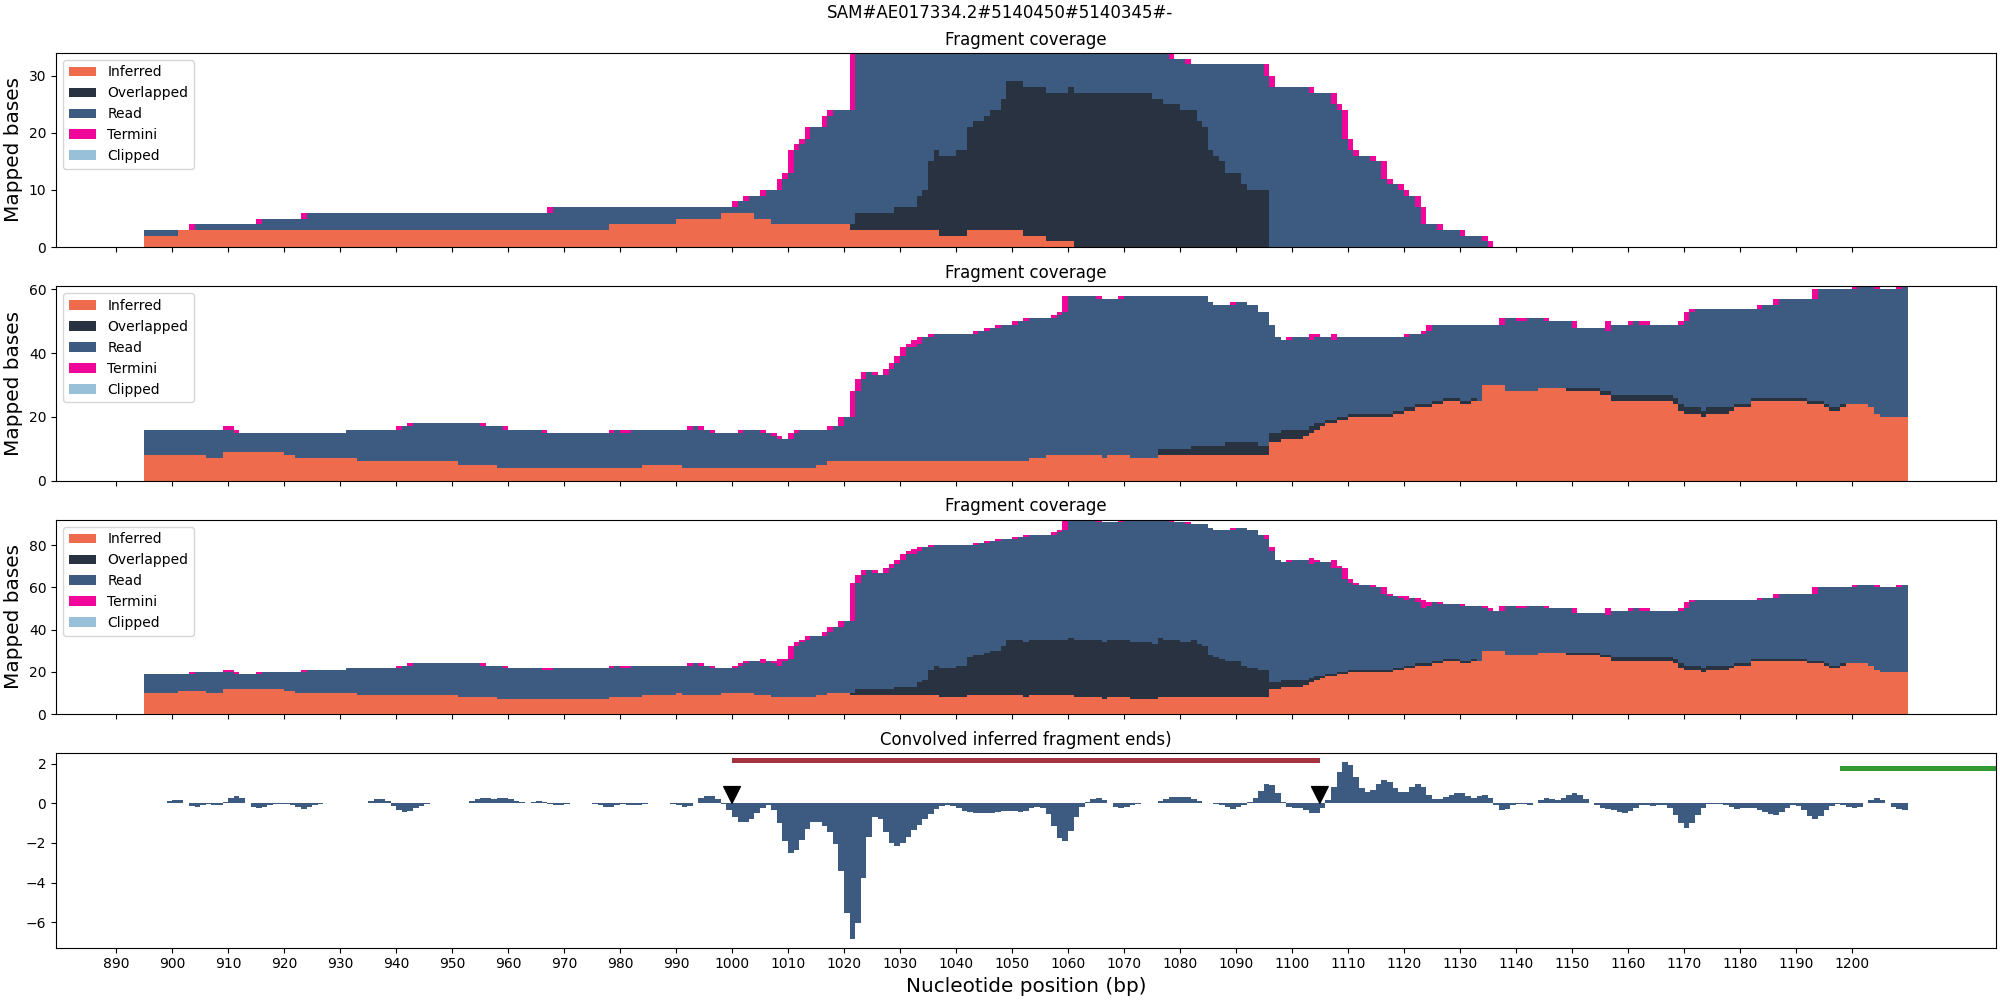 SAM#AE017334.2#5140450#5140345#-
Fragment coverage
Mapped bases
30
20
10
0
Inferred
Overlapped
Read
Termini
Clipped
Fragment coverage
Mapped bases
60
40
20
0
Inferred
Overlapped
Read
Termini
Clipped
Fragment coverage
Mapped bases
80
60
40
20
0
Inferred
Overlapped
Read
Termini
Clipped
Convolved inferred fragment ends)
2
0
−2
−4
−6
890 900 910 920 930 940 950 960 970 980 990 1000 1010 1020 1030 1040 1050 1060 1070 1080 1090 1100 1110 1120 1130 1140 1150 1160 1170 1180 1190 1200
Nucleotide position (bp)